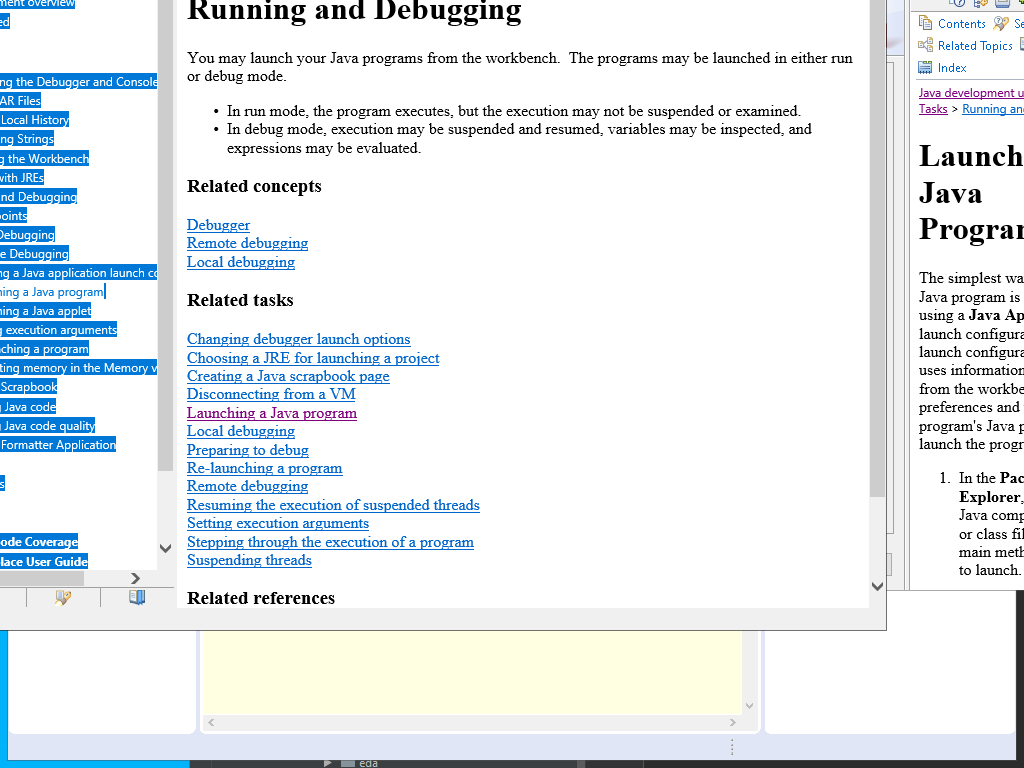 ment overview
ed
ing the Debugger and Console
AR Files
Local History
ng Strings
g the Workbench
with JREs
nd Debugging
points
Debugging
e Debugging
ng a Java application launch co
hing a Java program
hing a Java applet
g execution arguments
nching a program
ting memory in the Memory v
Scrapbook
Java code
Java code quality
Formatter Application
s
ode Coverage
lace User Guide
Running and Debugging
You may launch your Java programs from the workbench. The programs may be launched in either run
or debug mode.
• In run mode, the program executes, but the execution may not be suspended or examined.
• In debug mode, execution may be suspended and resumed, variables may be inspected, and
expressions may be evaluated.
Related concepts
Debugger
Remote debugging
Local debugging
Related tasks
Changing debugger launch options
Choosing a JRE for launching a project
Creating a Java scrapbook page
Disconnecting from a VM
Launching a Java program
Local debugging
Preparing to debug
Re-launching a program
Remote debugging
Resuming the execution of suspended threads
Setting execution arguments
Stepping through the execution of a program
Suspending threads
Related references
Contents Se
Related Topics
Index
Java development u
Tasks > Running an
Launch
Java
Program
The simplest wa
Java program is
using a Java Ap
launch configura
launch configura
uses information
from the workbe
preferences and
program's Java p
launch the progr
1. In the Pac
Explorer,
Java comp
or class fil
main meth
to launch.
eda